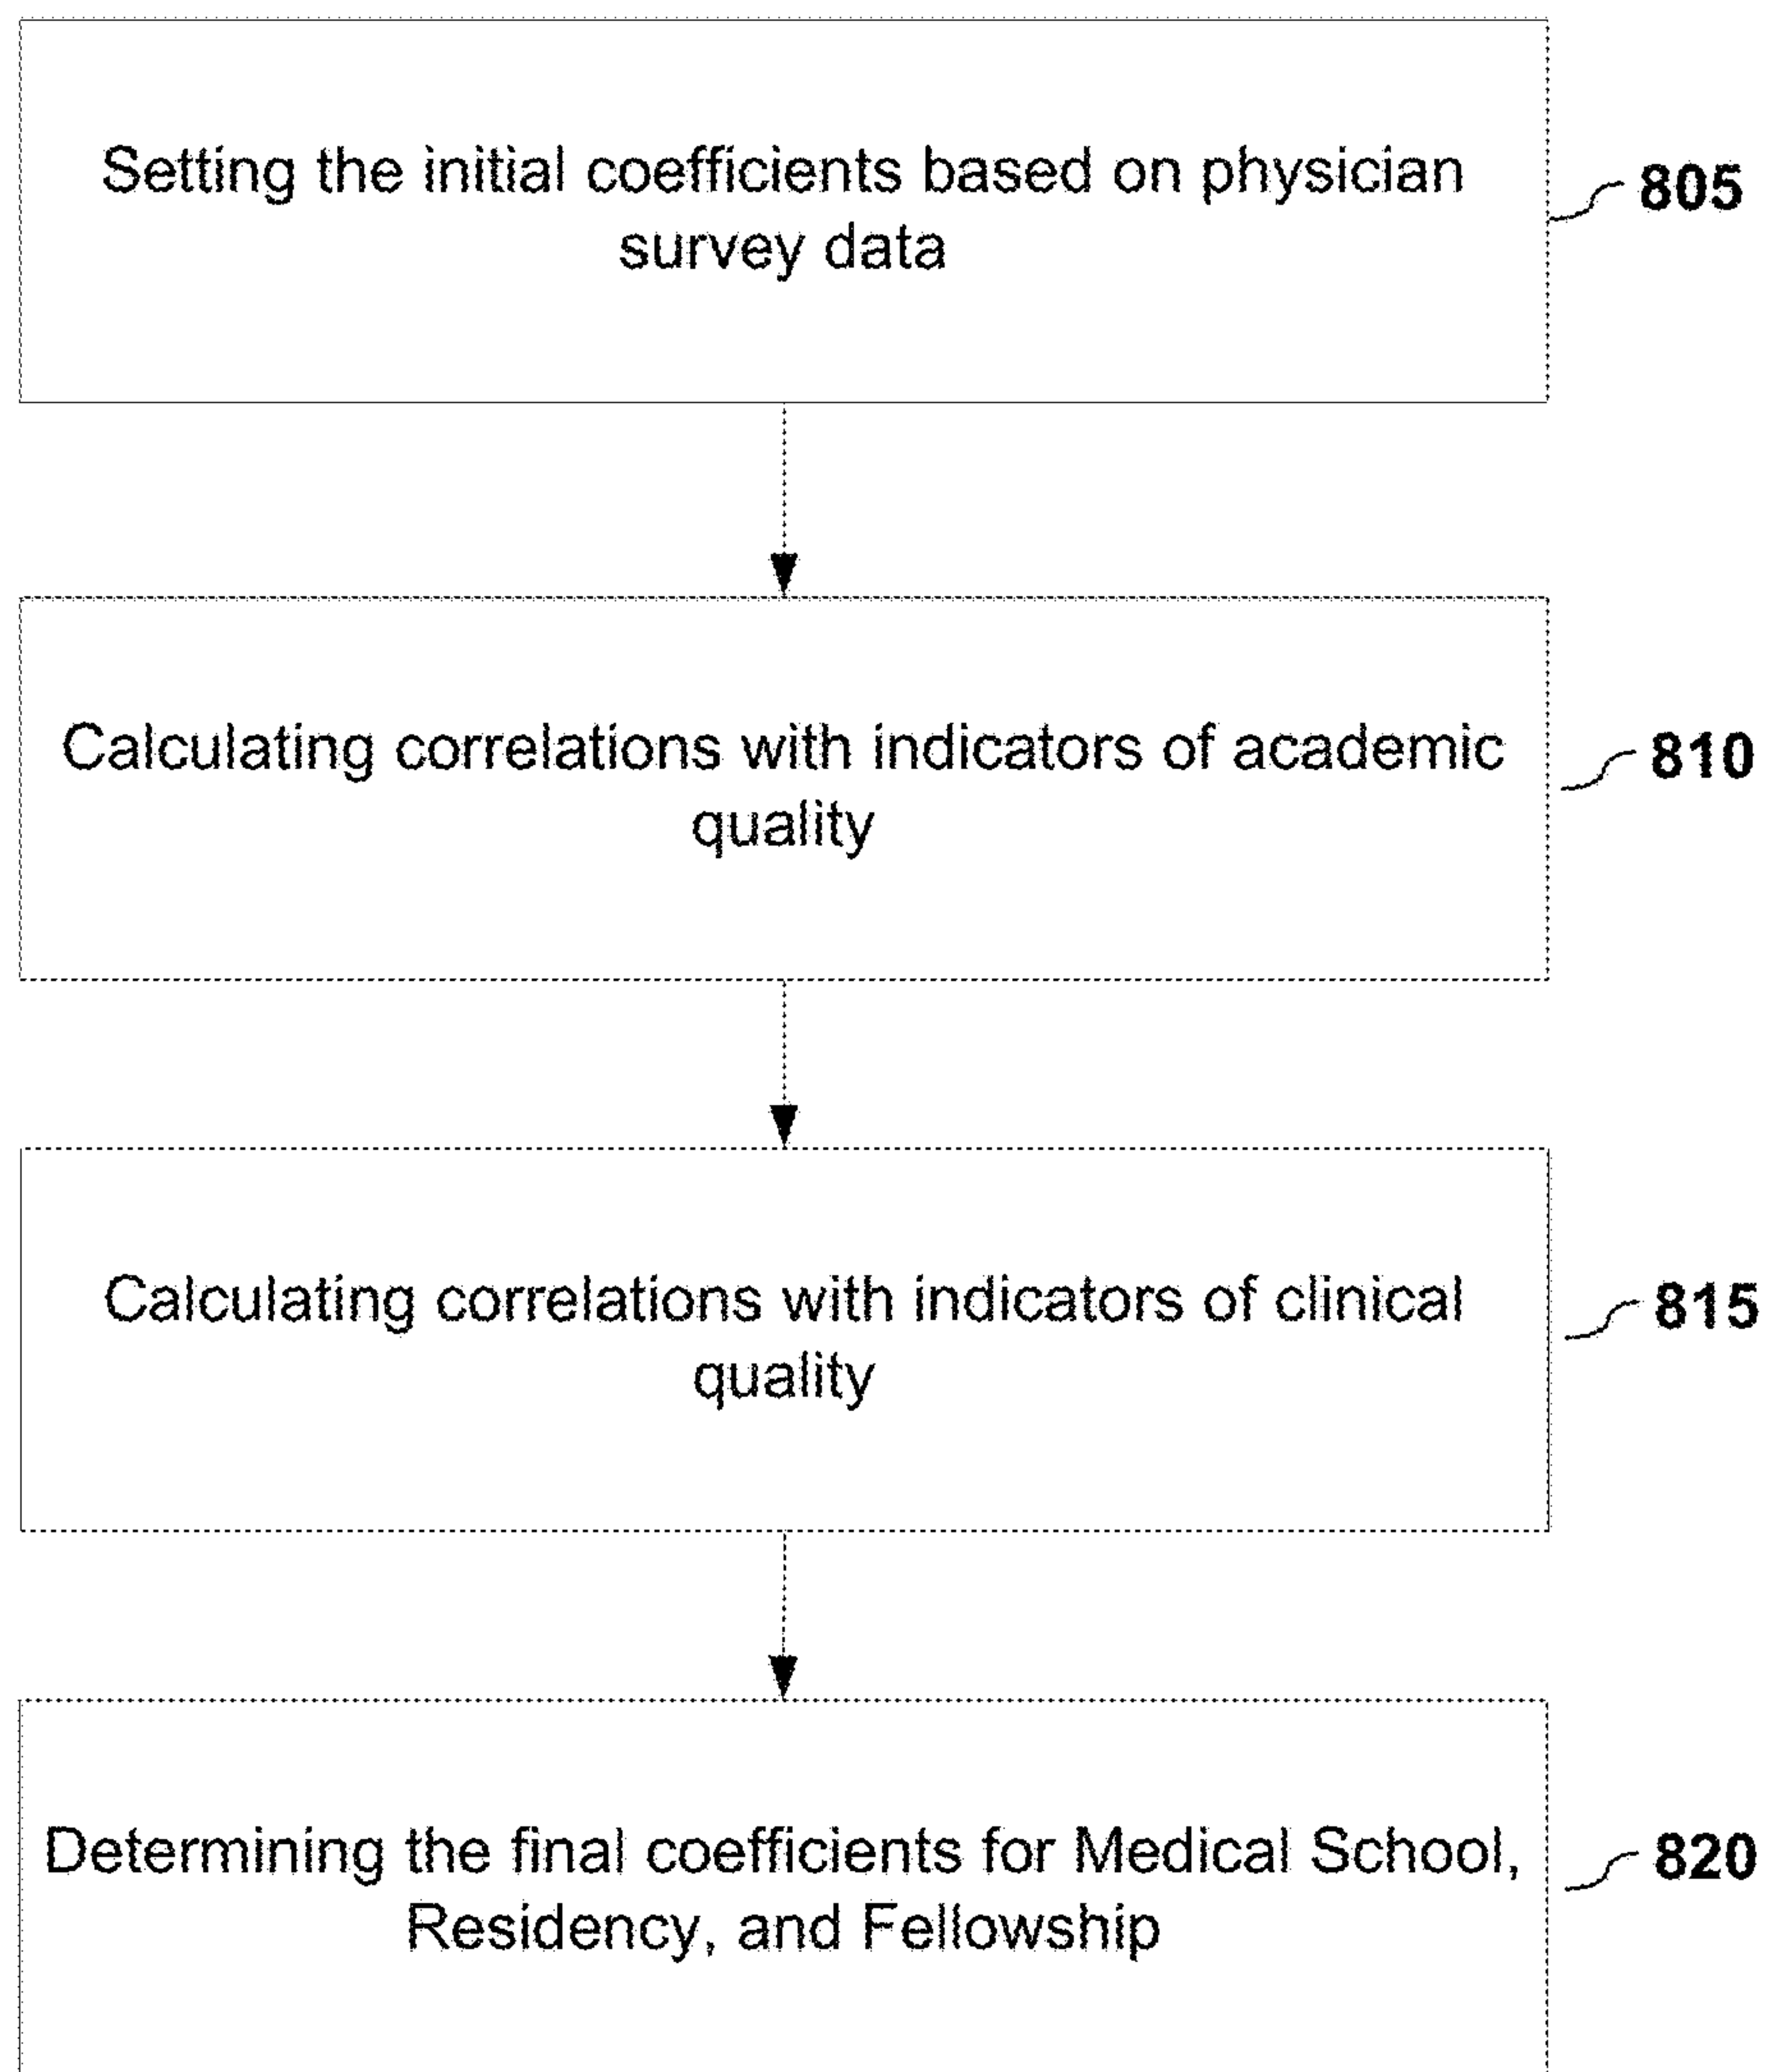 Setting the initial coefficients based on physician
survey data
805
Calculating correlations with indicators of academic
quality
810
Calculating correlations with indicators of clinical
quality
815
Determining the final coefficients for Medical School,
Residency, and Fellowship
820